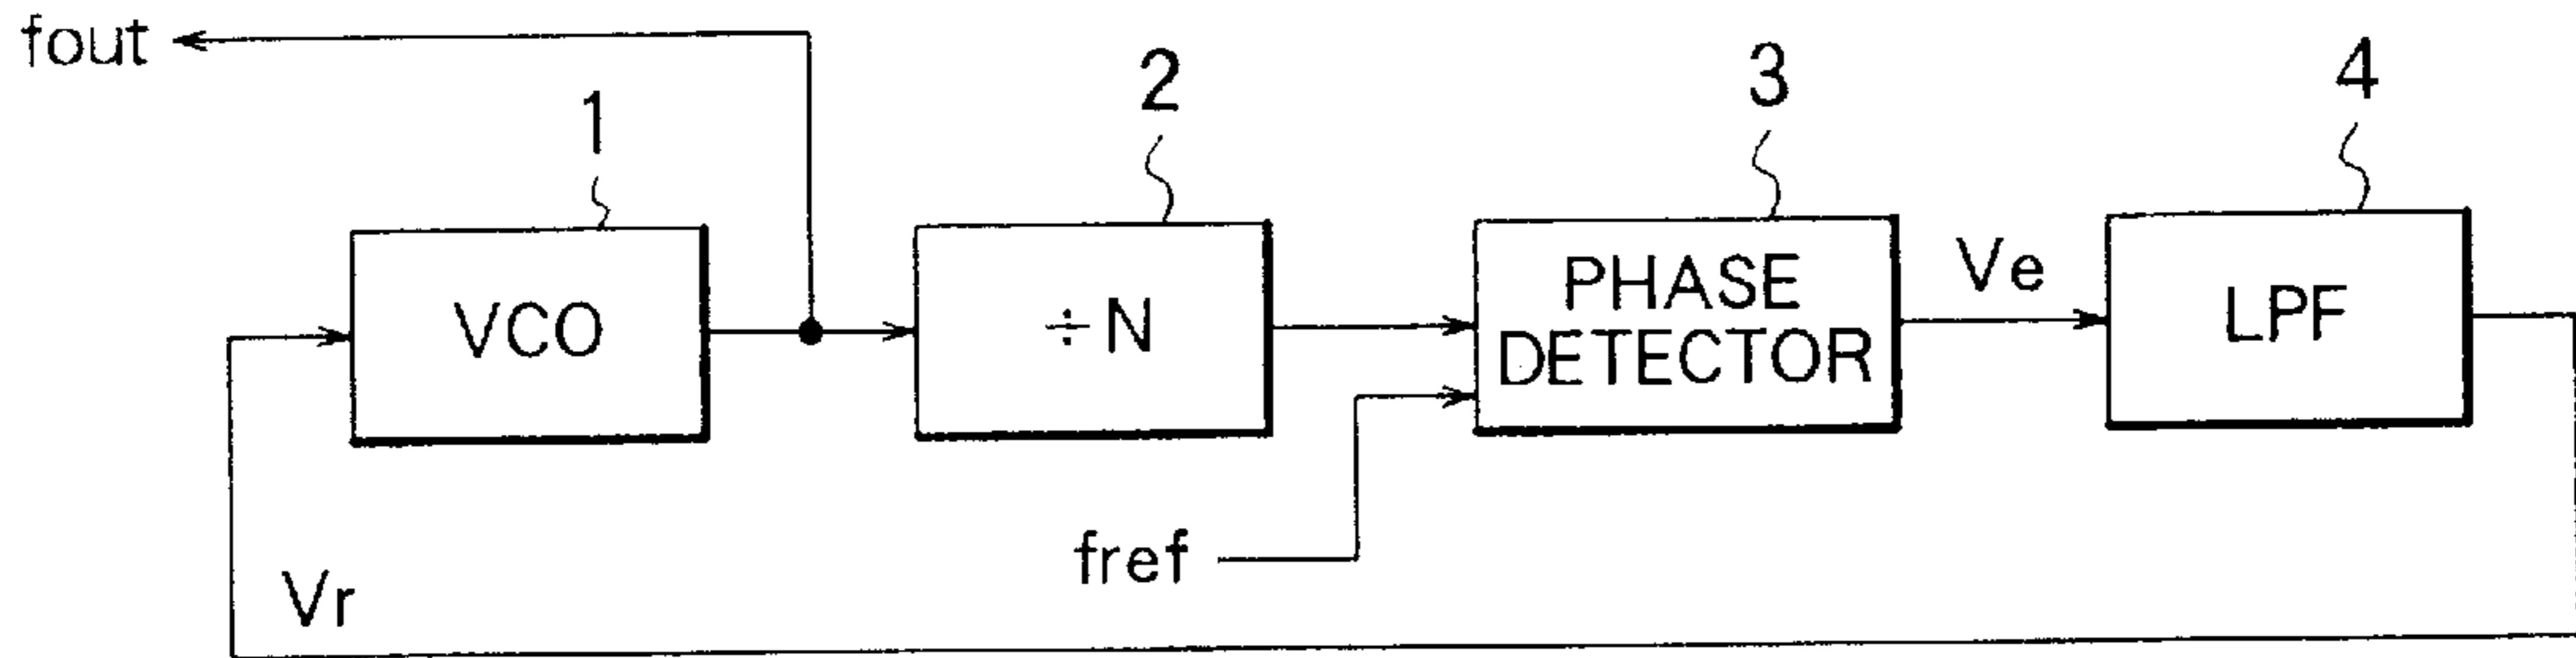 fout
1
2
3
4
VCO
÷N
PHASE
DETECTOR
Ve
LPF
fref
Vr